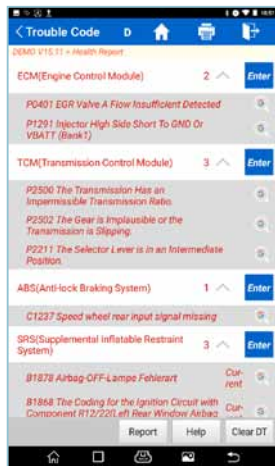 Trouble Code D
DEMO V15.11 > Health Report
ECM(Engine Control Module) 2 Enter
P0401 EGR Valve A Flow Insufficient Detected
P1291 Injector High Side Short To GND Or
VBATT (Bank1)
TCM(Transmission Control Module) 3 Enter
P2500 The Transmission Has an
Impermissible Transmission Ratio.
P2502 The Gear is Implausible or the
Transmission is Slipping.
P2211 The Selector Lever is in an Intermediate
Position.
ABS(Anti-lock Braking System) 1 Enter
C1237 Speed wheel rear input signal missing
SRS(Supplemental Inflatable Restraint
System) 3 Enter
B1878 Airbag-OFF-Lampe Fehlerart Cur-
rent
B1868 The Coding for the Ignition Circuit with Cur-
Component R12/22(Left Rear Window Airbag
Report Help Clear DT